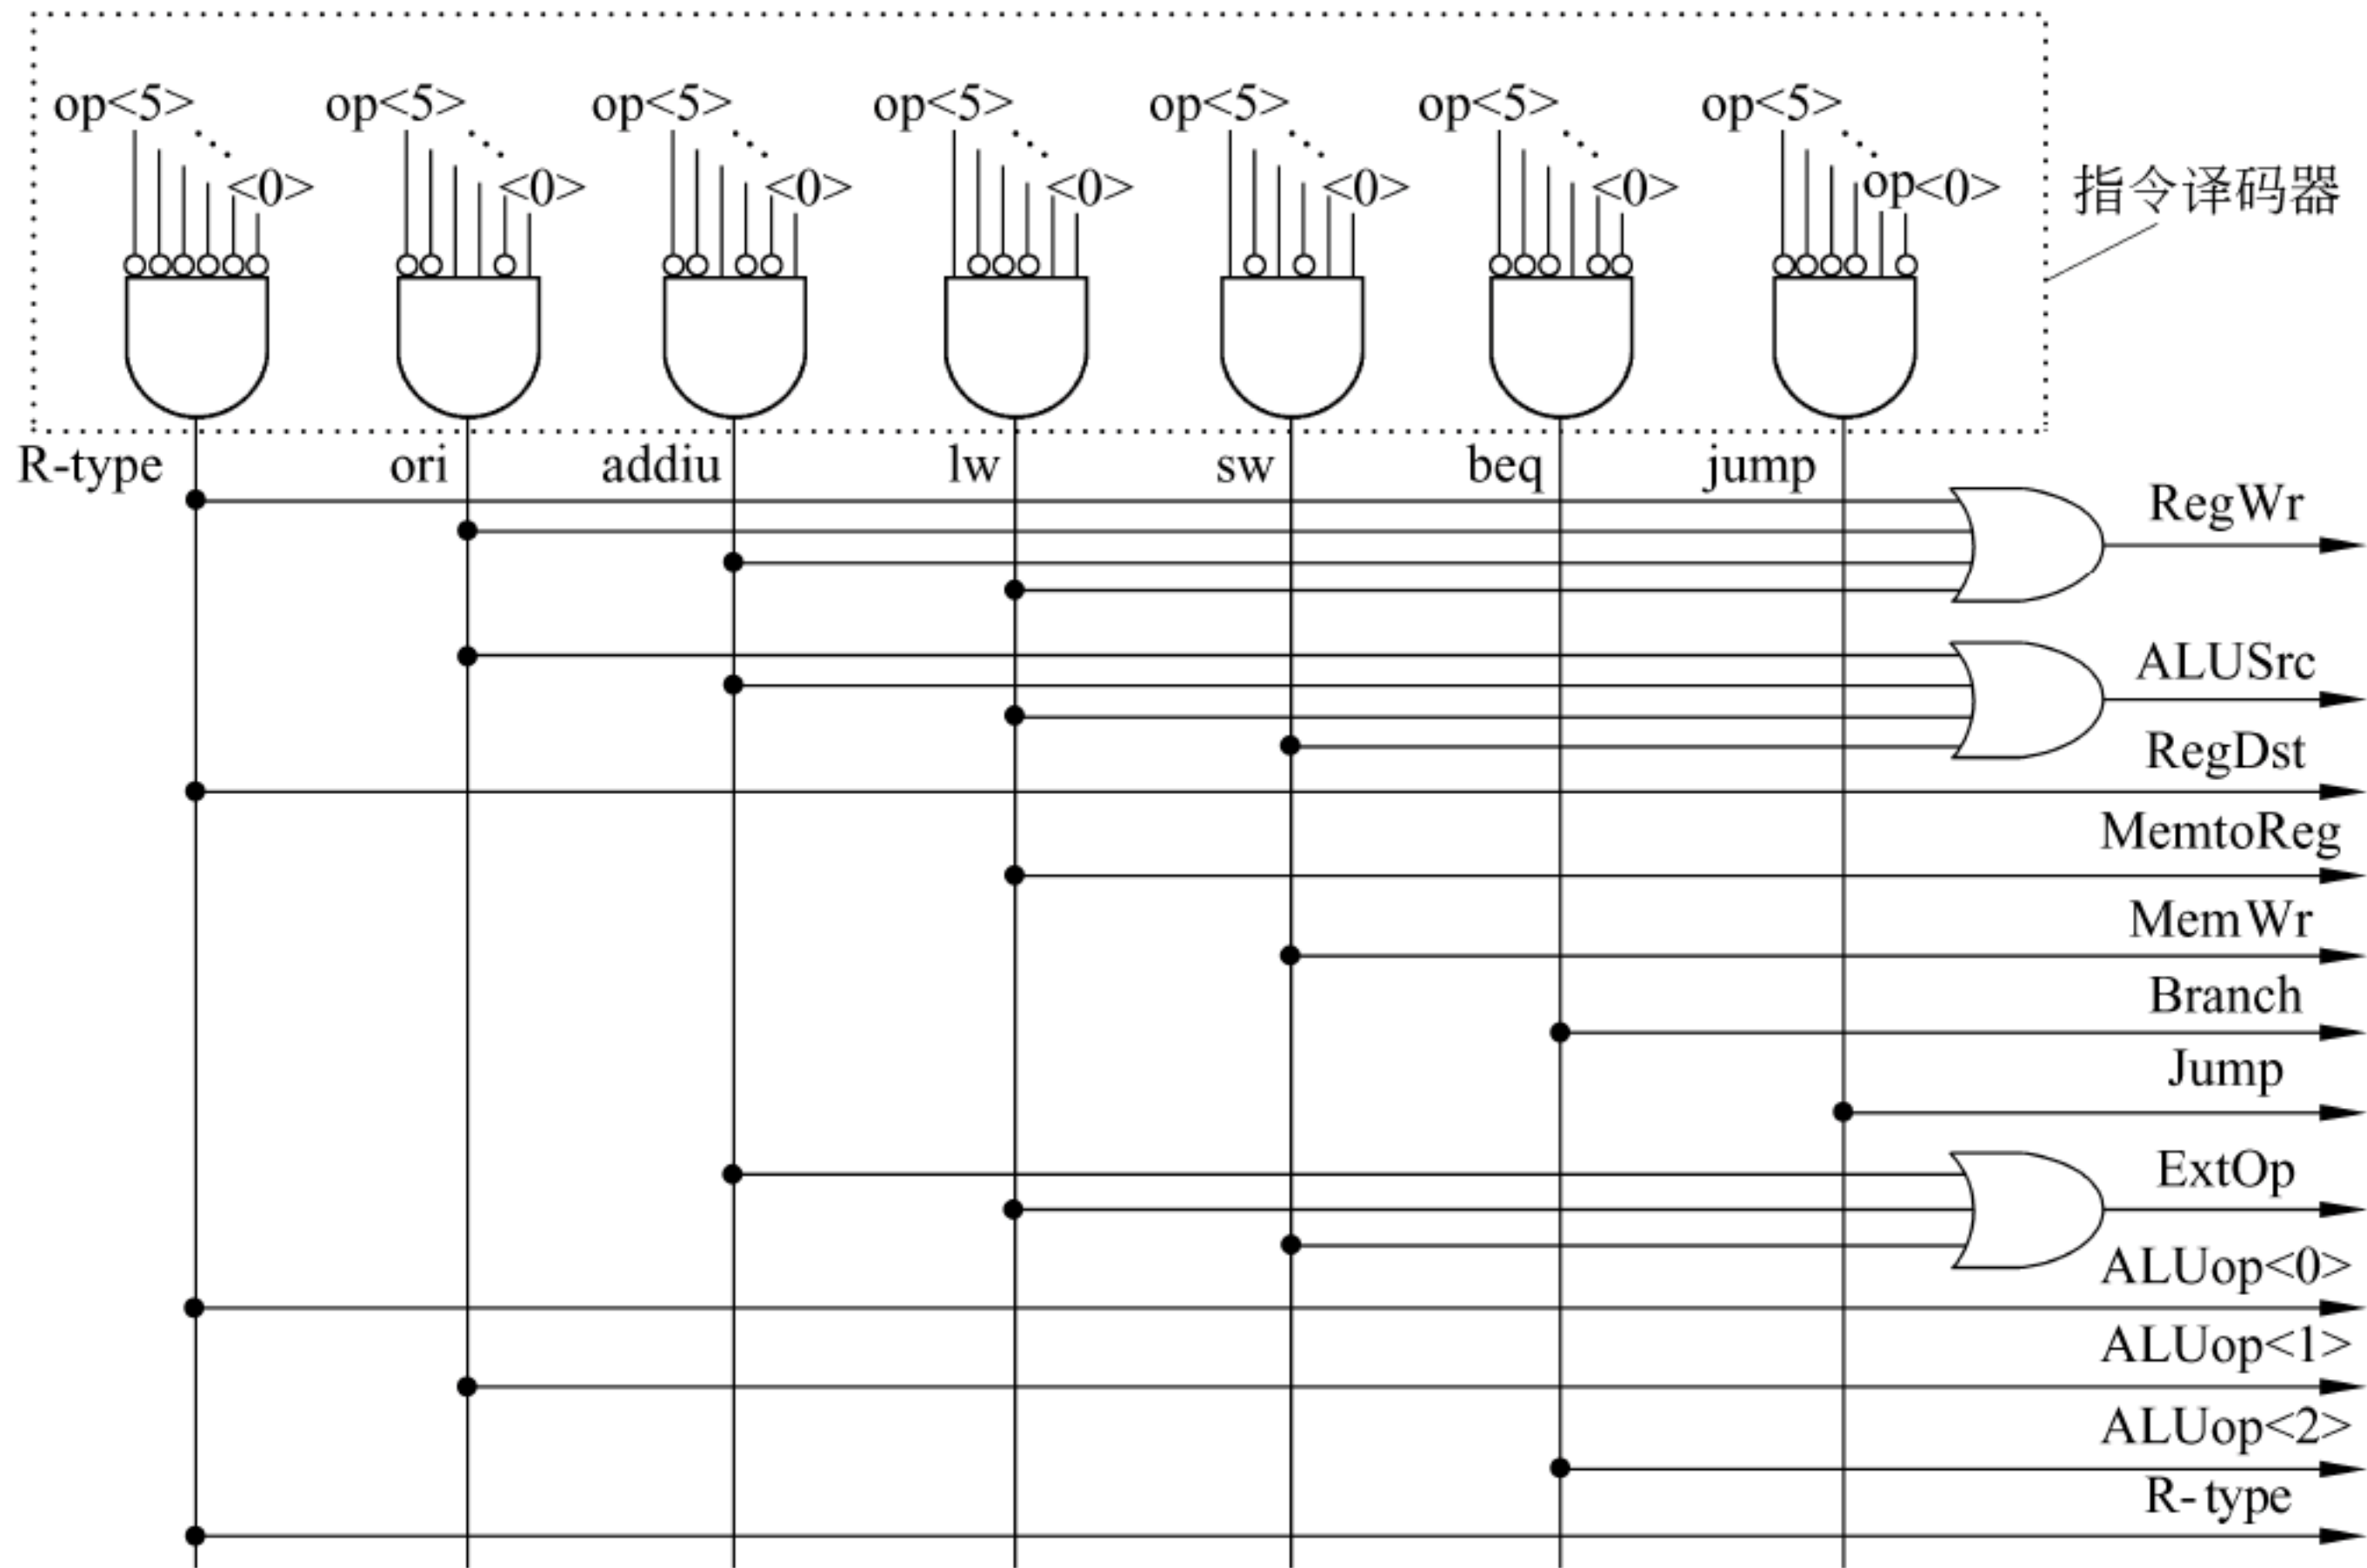 op<5> op<5> op<5> op<5> op<5> op<5> op<5>
<0> <0> <0> <0> <0> <0> op<0>
指令译码器
R-type ori addiu lw sw beq jump
RegWr
ALUSrc
RegDst
MemtoReg
MemWr
Branch
Jump
ExtOp
ALUop<0>
ALUop<1>
ALUop<2>
R-type